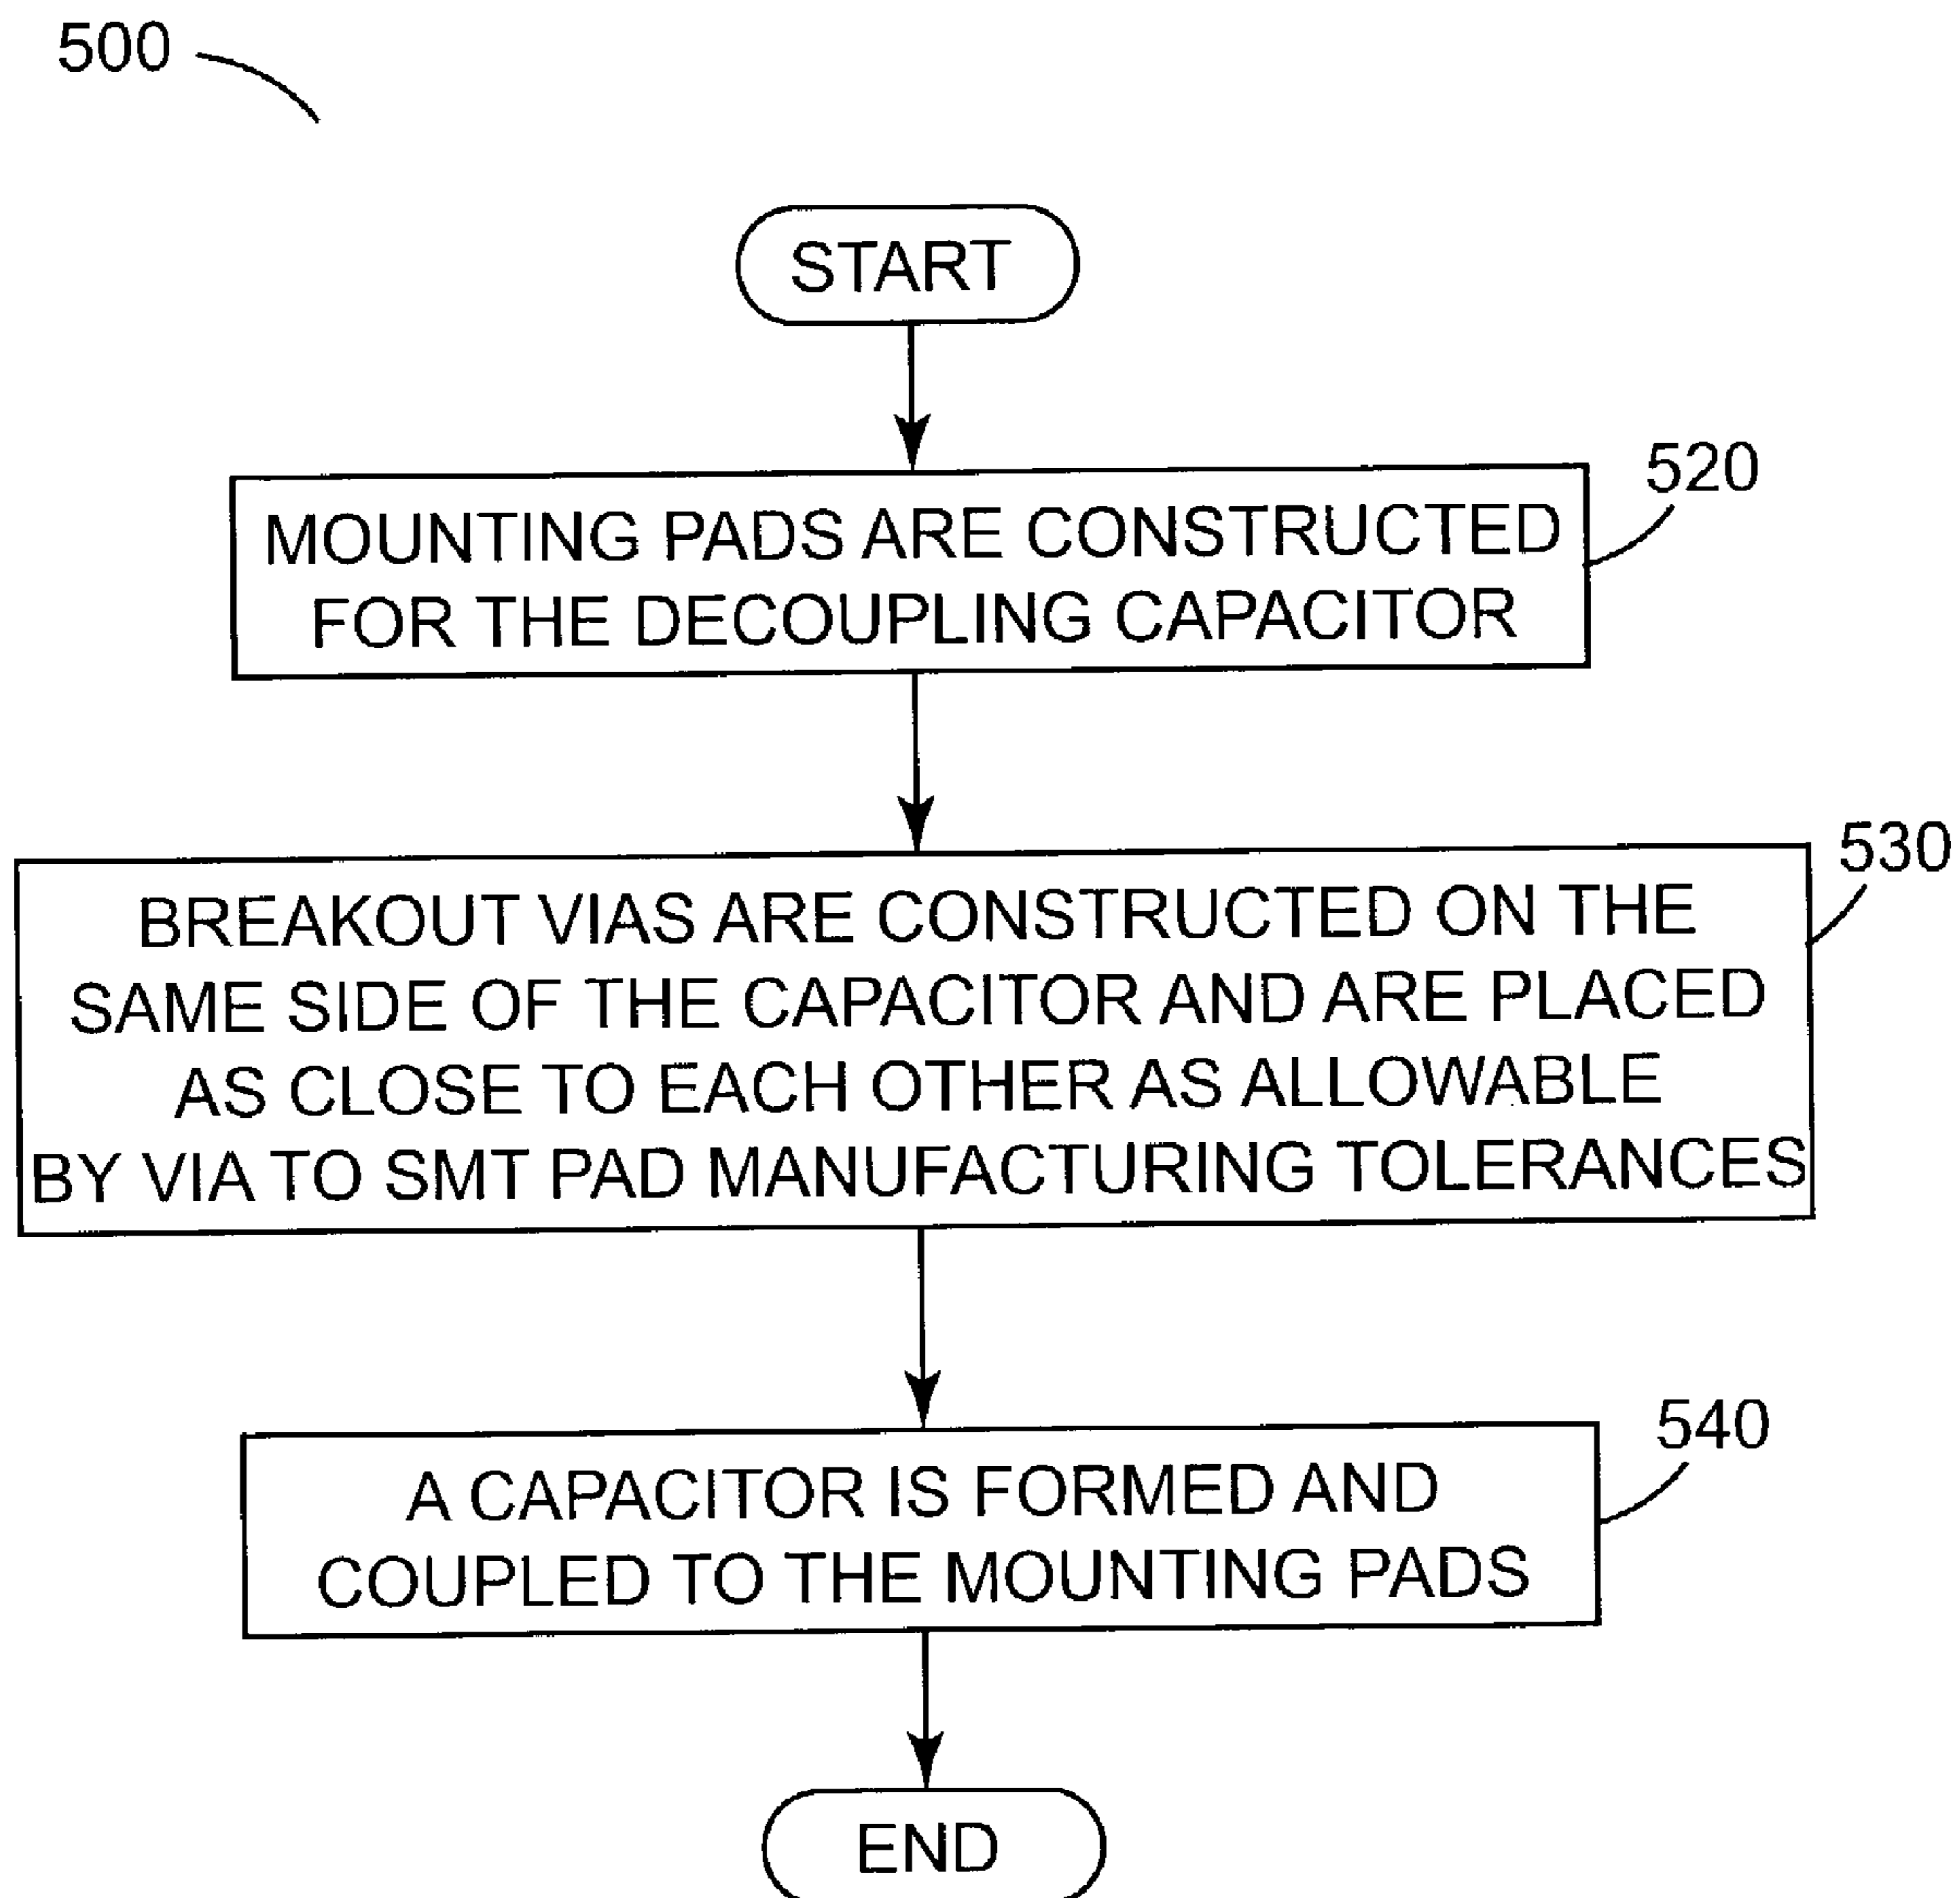 500
START
520
MOUNTING PADS ARE CONSTRUCTED
FOR THE DECOUPLING CAPACITOR
530
BREAKOUT VIAS ARE CONSTRUCTED ON THE
SAME SIDE OF THE CAPACITOR AND ARE PLACED
AS CLOSE TO EACH OTHER AS ALLOWABLE
BY VIA TO SMT PAD MANUFACTURING TOLERANCES
540
A CAPACITOR IS FORMED AND
COUPLED TO THE MOUNTING PADS
END